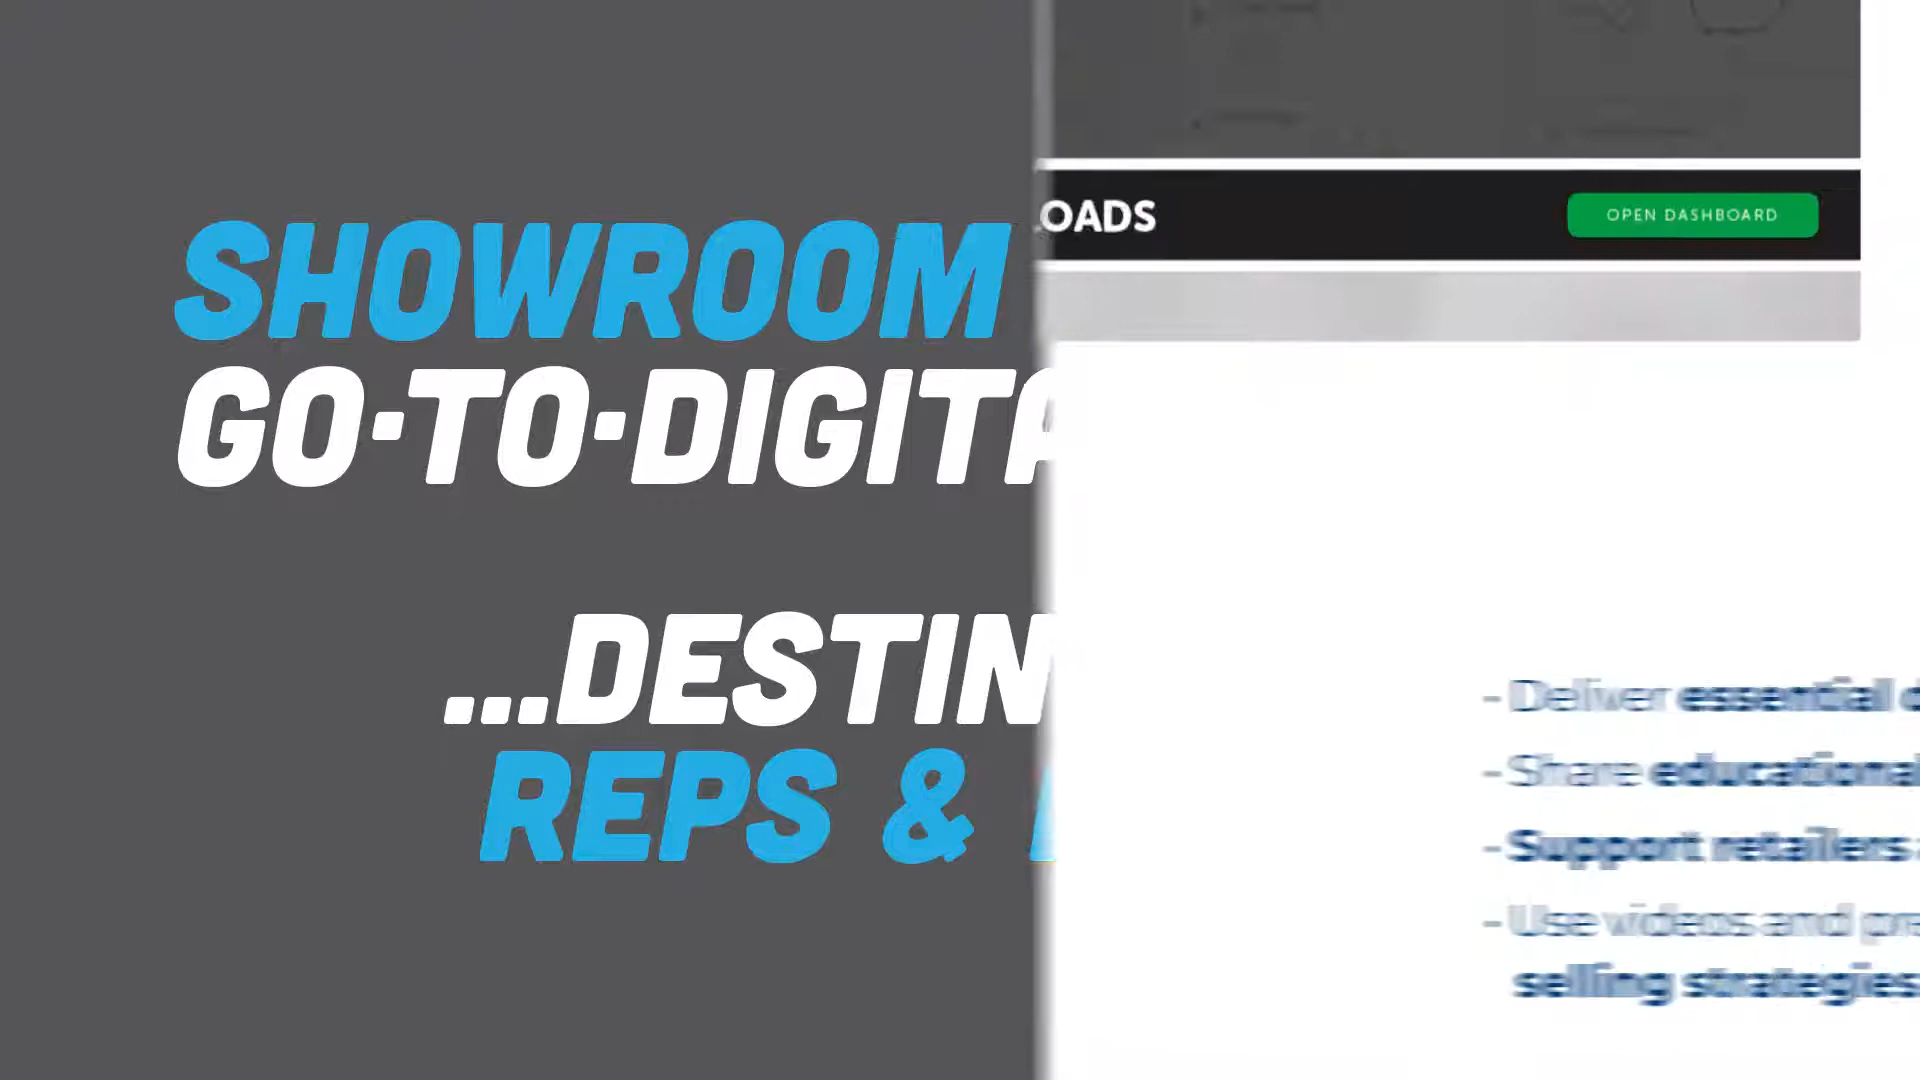 SHOWROOM
GO·TO·DIGITA
...DESTIN
REPS &
OADS
OPEN DASHBOARD
- Deliver essential
- Share educational
- Support retailers
- Use videos and
selling strategies